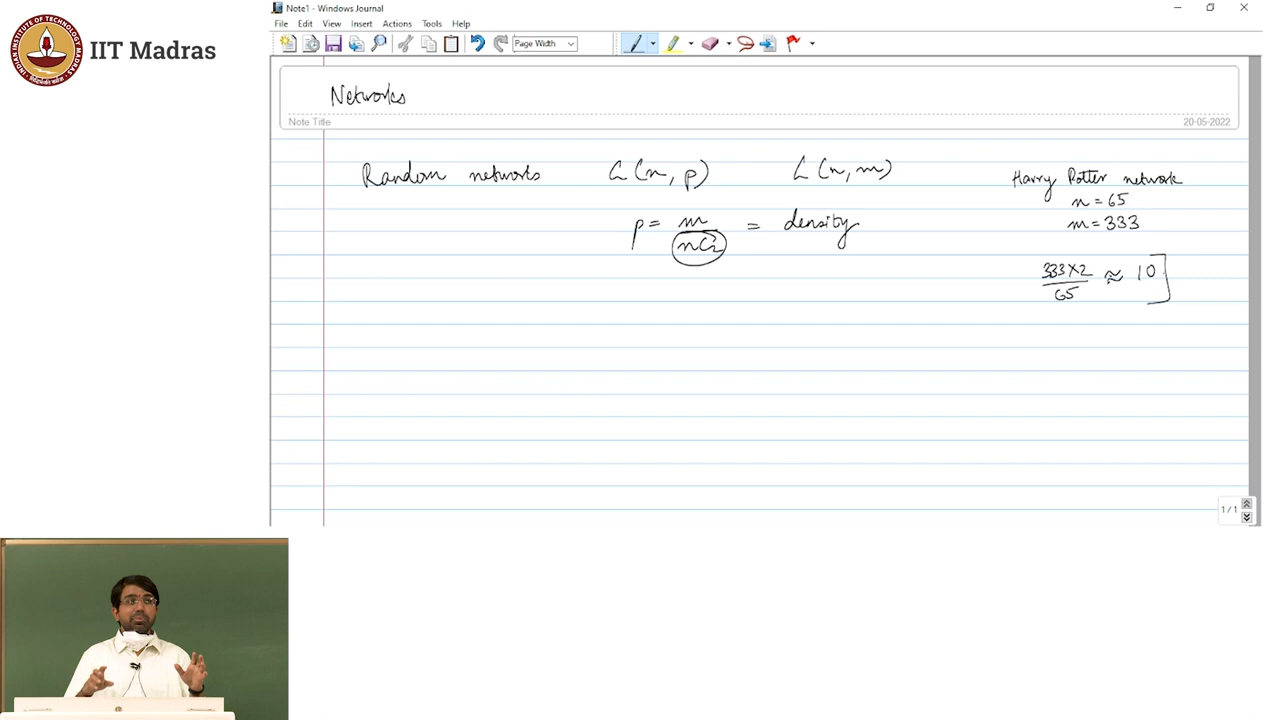 IIT Madras
Note1 - Windows Journal
File Edit View Insert Actions Tools Help
Page Width
Networks
Note Title
20-05-2022
Random networks G(n, p) G(n, m)
p = m / nC2 = density
Harry Potter network
n = 65
m = 333
333×2 / 65 ≈ 10
1 / 1